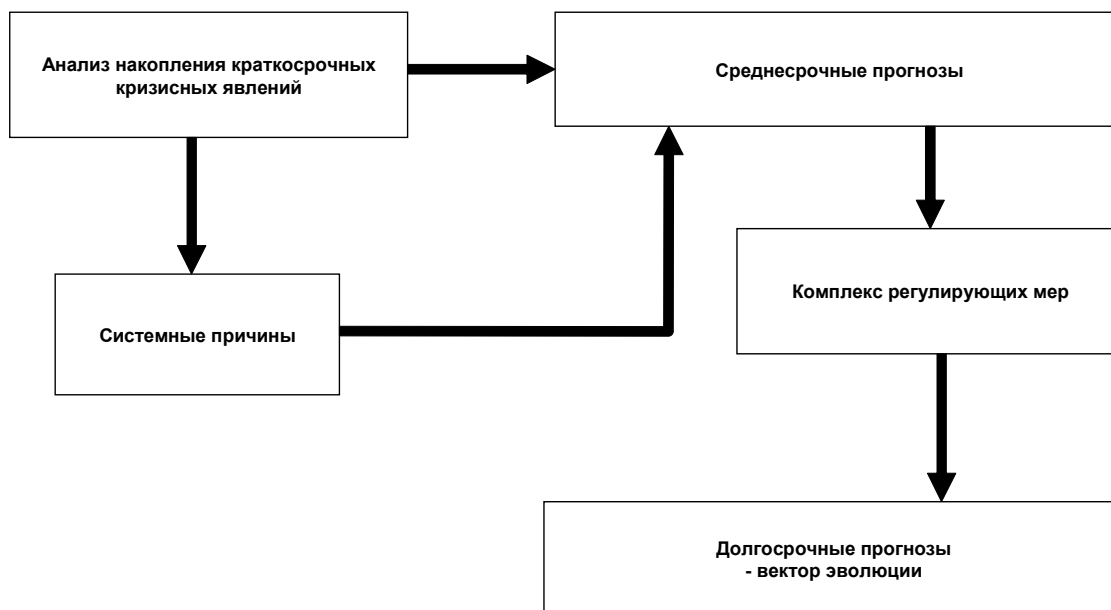 Анализ накопления краткосрочных
кризисных явлений
Среднесрочные прогнозы
Системные причины
Комплекс регулирующих мер
Долгосрочные прогнозы
- вектор эволюции